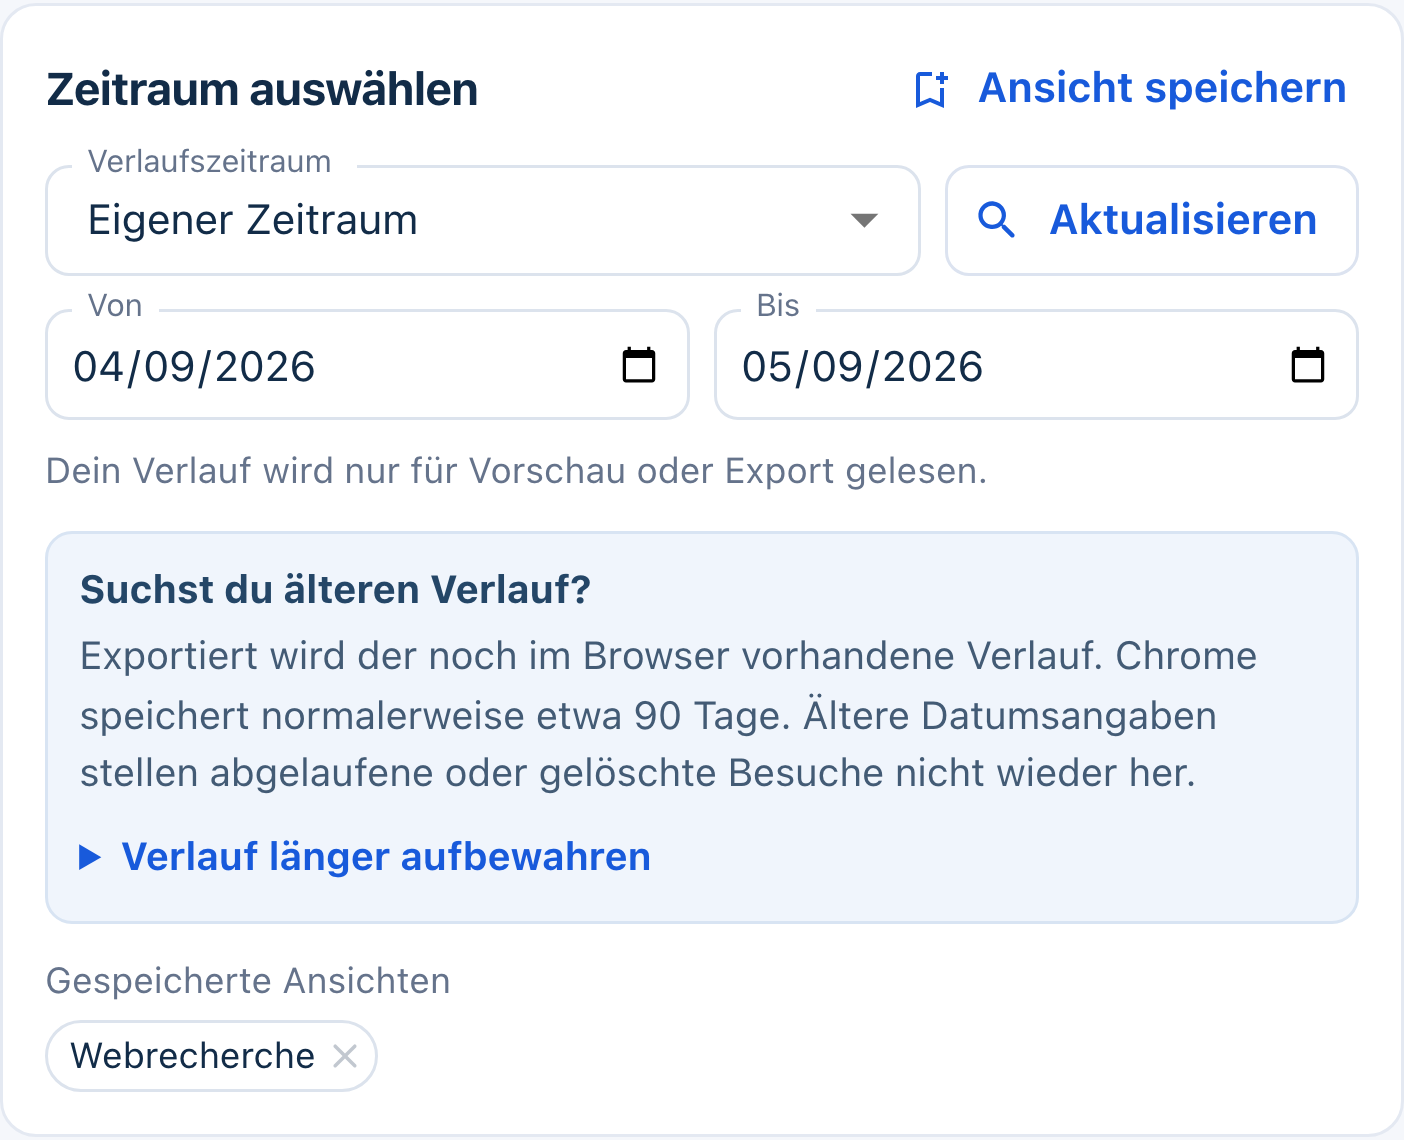 Zeitraum auswählen
Ansicht speichern
Verlaufszeitraum
Eigener Zeitraum
Aktualisieren
Von
04/09/2026
Bis
05/09/2026
Dein Verlauf wird nur für Vorschau oder Export gelesen.
Suchst du älteren Verlauf?
Exportiert wird der noch im Browser vorhandene Verlauf. Chrome
speichert normalerweise etwa 90 Tage. Ältere Datumsangaben
stellen abgelaufene oder gelöschte Besuche nicht wieder her.
Verlauf länger aufbewahren
Gespeicherte Ansichten
Webrecherche